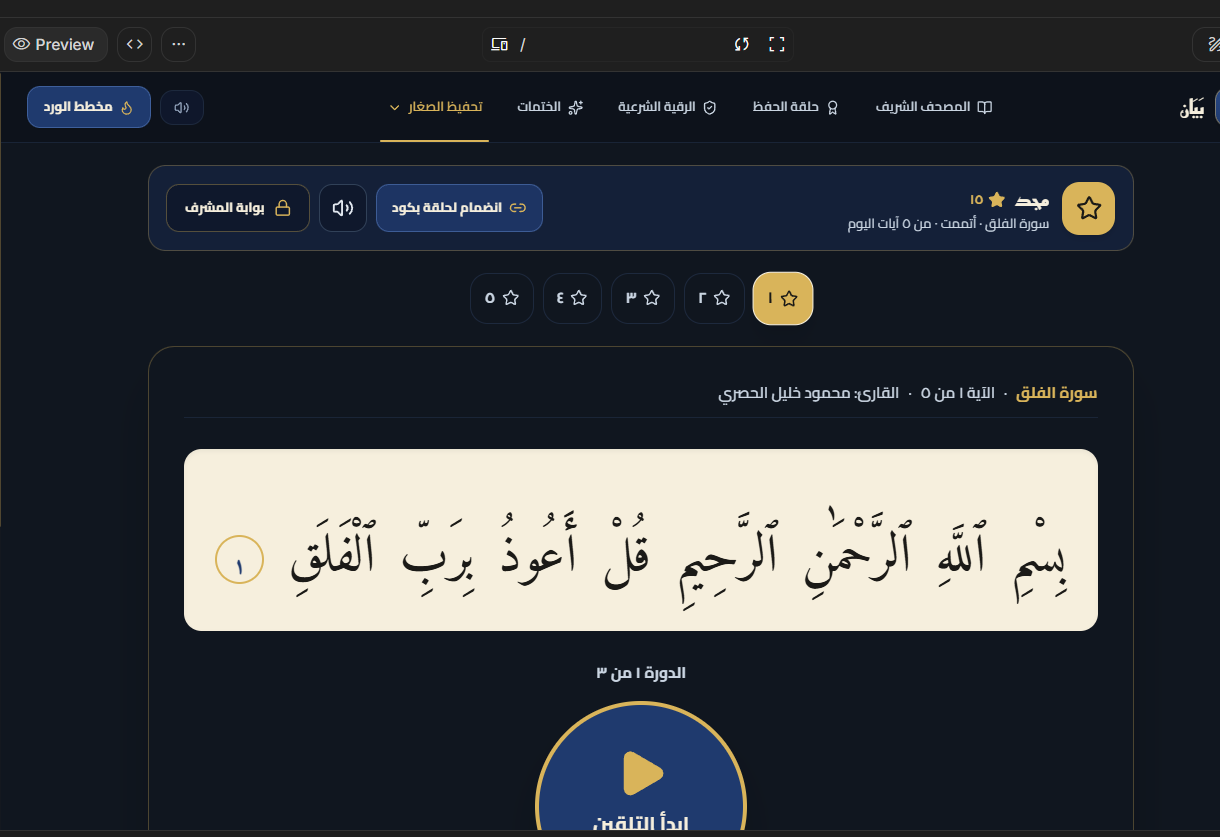 Preview
/
بيان
المصحف الشريف
حلقة الحفظ
الرقية الشرعية
الختمات
تحفيظ الصغار
مخطط الورد
مجد ١٥
سورة الفلق · أتممت · من ٥ آيات اليوم
انضمام لحلقة بكود
بوابة المشرف
١ ٢ ٣ ٤ ٥
سورة الفلق · الآية ١ من ٥ · القارئ: محمود خليل الحصري
بِسْمِ ٱللَّهِ ٱلرَّحْمَٰنِ ٱلرَّحِيمِ قُلْ أَعُوذُ بِرَبِّ ٱلْفَلَقِ ١
الدورة ١ من ٣
ابدأ التلقين